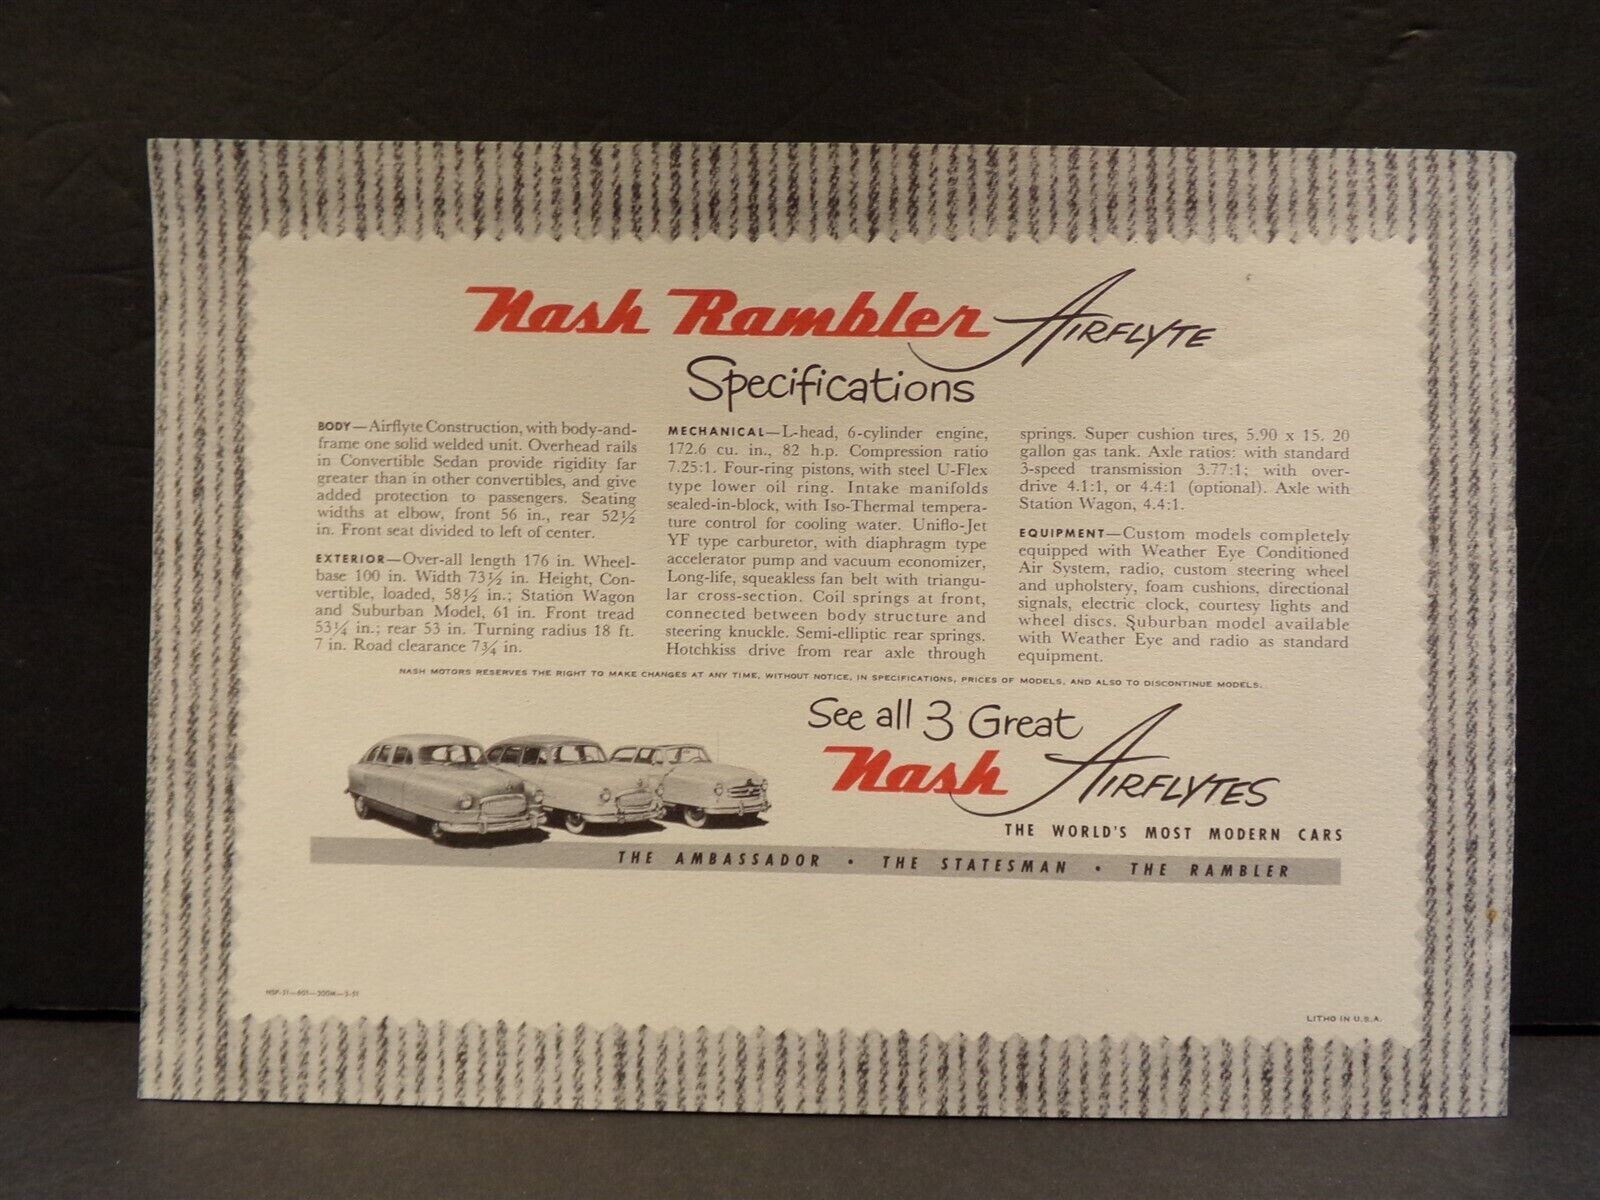 Nash Rambler AIRFLYTE
Specifications
BODY—Airflyte Construction, with body-and-
frame one solid welded unit. Overhead rails
in Convertible Sedan provide rigidity far
greater than in other convertibles, and give
added protection to passengers. Seating
widths at elbow, front 56 in., rear 52½
in. Front seat divided to left of center.
EXTERIOR—Over-all length 176 in. Wheel-
base 100 in. Width 73½ in. Height, Con-
vertible, loaded, 58½ in.; Station Wagon
and Suburban Model, 61 in. Front tread
53¼ in.; rear 53 in. Turning radius 18 ft.
7 in. Road clearance 7¾ in.
MECHANICAL—L-head, 6-cylinder engine,
172.6 cu. in., 82 h.p. Compression ratio
7.25:1. Four-ring pistons, with steel U-Flex
type lower oil ring. Intake manifolds
sealed-in-block, with Iso-Thermal tempera-
ture control for cooling water. Uniflo-Jet
YF type carburetor, with diaphragm type
accelerator pump and vacuum economizer,
Long-life, squeakless fan belt with triangu-
lar cross-section. Coil springs at front,
connected between body structure and
steering knuckle. Semi-elliptic rear springs.
Hotchkiss drive from rear axle through
springs. Super cushion tires, 5.90 x 15. 20
gallon gas tank. Axle ratios: with standard
3-speed transmission 3.77:1; with over-
drive 4.1:1, or 4.4:1 (optional). Axle with
Station Wagon, 4.4:1.
EQUIPMENT—Custom models completely
equipped with Weather Eye Conditioned
Air System, radio, custom steering wheel
and upholstery, foam cushions, directional
signals, electric clock, courtesy lights and
wheel discs. Suburban model available
with Weather Eye and radio as standard
equipment.
NASH MOTORS RESERVES THE RIGHT TO MAKE CHANGES AT ANY TIME, WITHOUT NOTICE, IN SPECIFICATIONS, PRICES OF MODELS, AND ALSO TO DISCONTINUE MODELS.
See all 3 Great
Nash AIRFLYTES
THE WORLD'S MOST MODERN CARS
THE AMBASSADOR • THE STATESMAN • THE RAMBLER
NSP-51—601—300M—5-51
LITHO IN U.S.A.